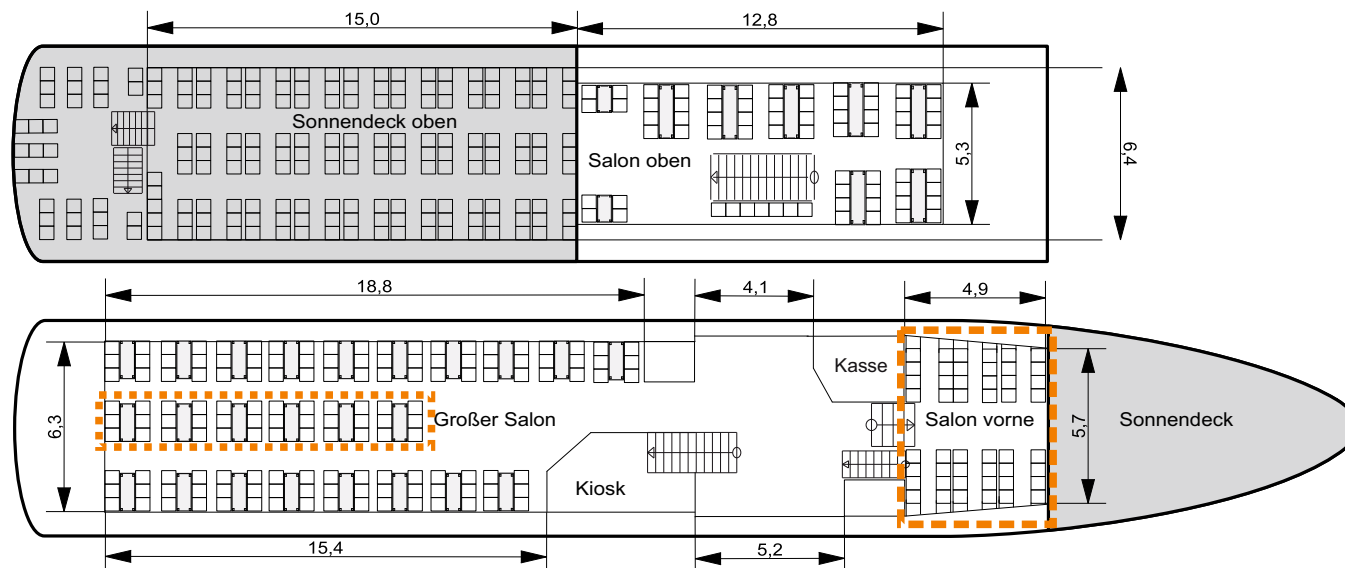 15,0
12,8
Sonnendeck oben
Salon oben
5,3
6,4
18,8
4,1
4,9
Kasse
6,3
Großer Salon
Salon vorne
5,7
Sonnendeck
Kiosk
15,4
5,2